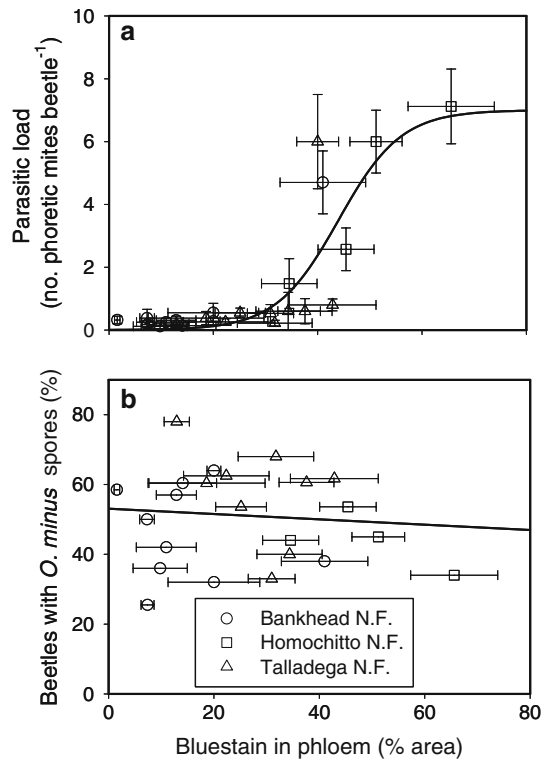 a
Parasitic load
(no. phoretic mites beetle⁻¹)
10
8
6
4
2
0
b
Beetles with O. minus spores (%)
80
60
40
20
0
Bankhead N.F.
Homochitto N.F.
Talladega N.F.
0 20 40 60 80
Bluestain in phloem (% area)